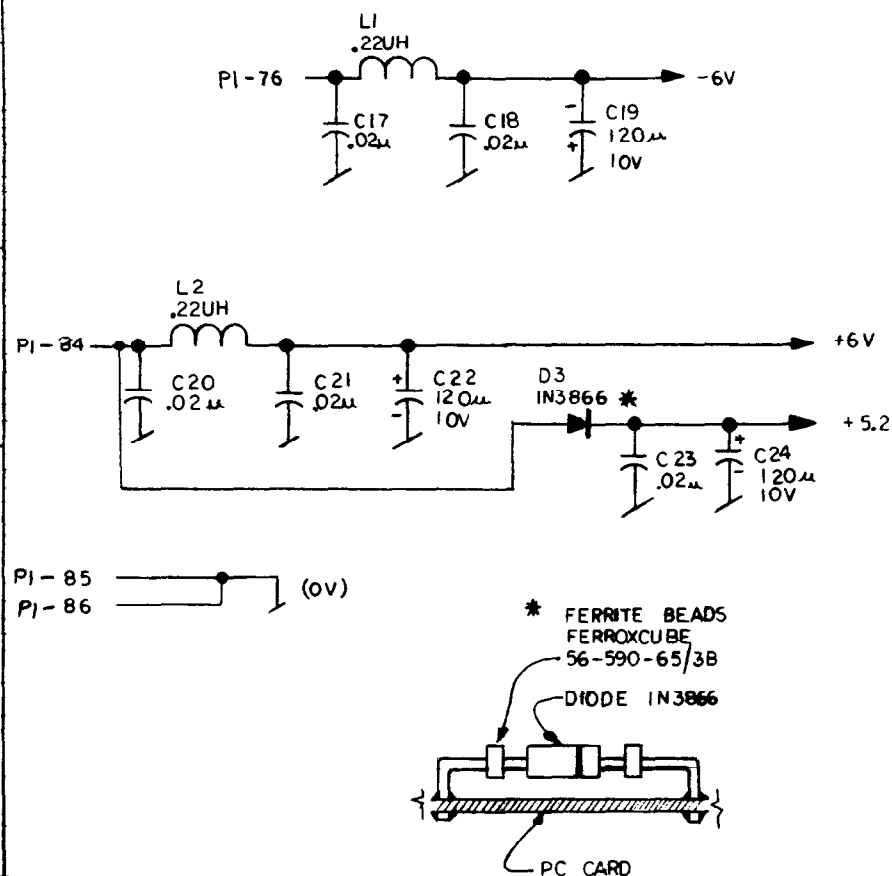 L1
.22UH
P1-76
-6V
C17
.02µ
C18
.02µ
-
C19
+
120µ
10V
L2
.22UH
P1-84
+6V
C20
.02µ
C21
.02µ
+
C22
-
120µ
10V
D3
1N3866 *
+5.2
C23
.02µ
+
C24
-
120µ
10V
P1-85
P1-86
(0V)
* FERRITE BEADS
FERROXCUBE
56-590-65/3B
DIODE 1N3866
PC CARD